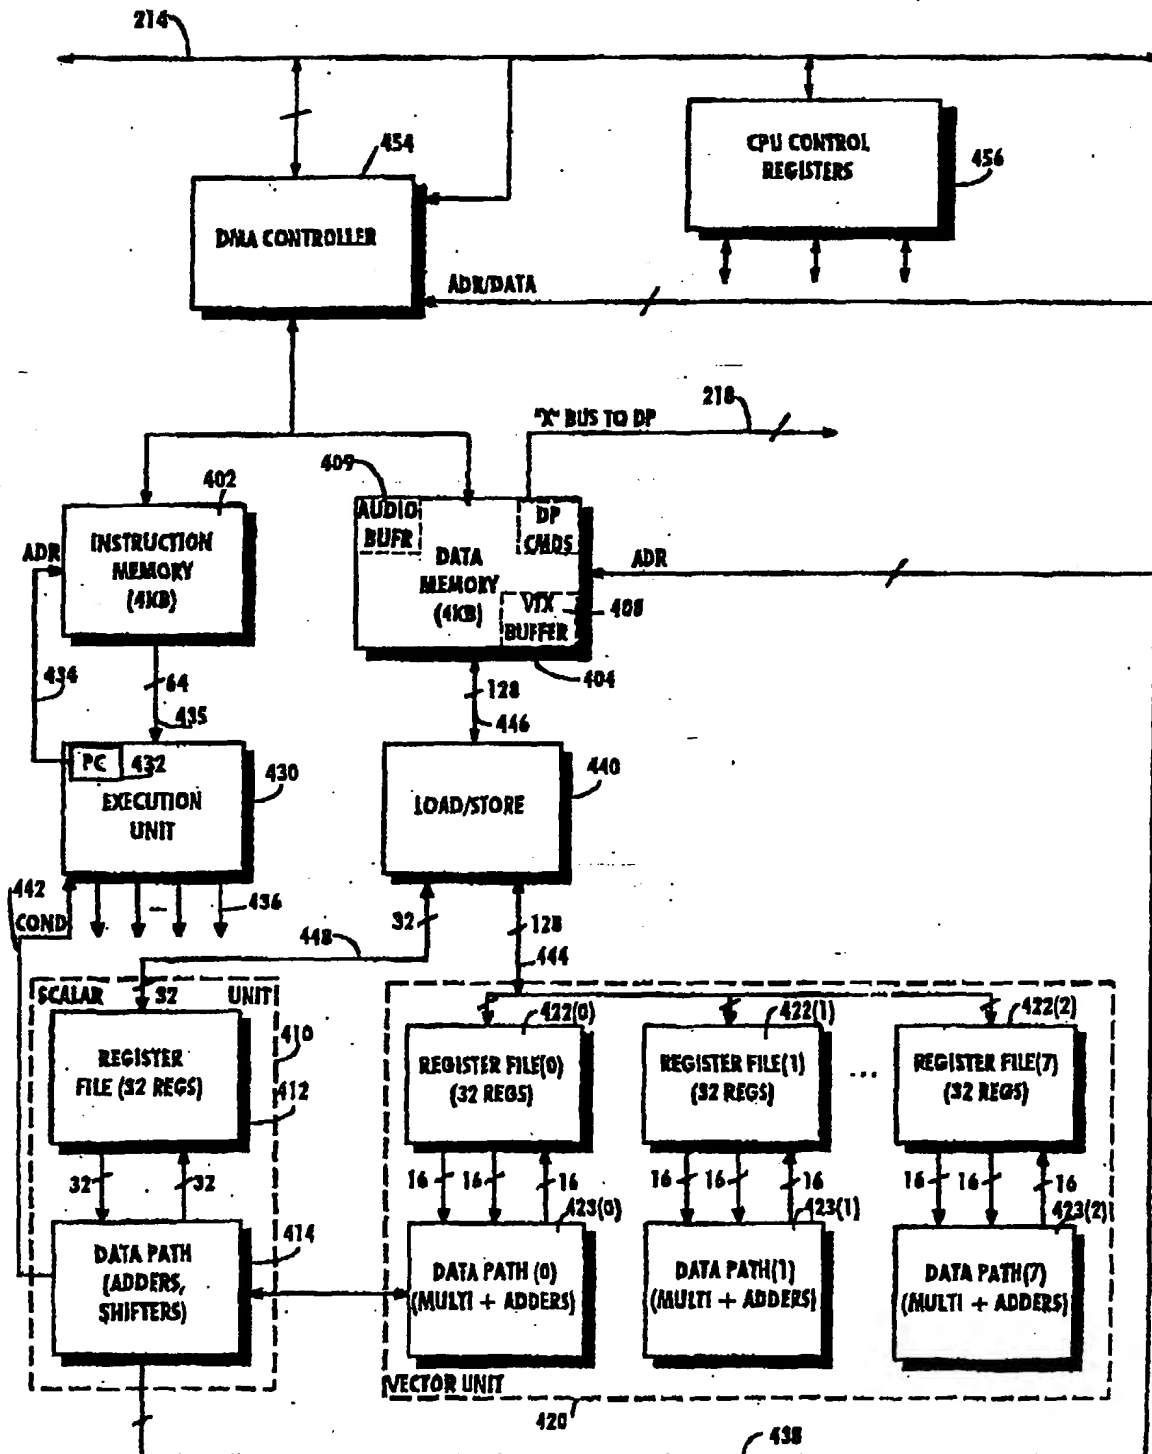 214
454
CPU CONTROL
REGISTERS
456
DMA CONTROLLER
ADR/DATA
"X" BUS TO DP
218
409
402
AUDIO
BUFR
DP
CMDS
ADR
INSTRUCTION
MEMORY
(4KB)
DATA
MEMORY
(4KB)
ADR
VTX
BUFFER
408
404
434
64
435
128
446
PC
432
430
EXECUTION
UNIT
LOAD/STORE
440
442
COND
436
32
128
448
444
SCALAR UNIT
32
422(0)
422(1)
422(2)
410
REGISTER
FILE (32 REGS)
412
REGISTER FILE(0)
(32 REGS)
REGISTER FILE(1)
(32 REGS)
...
REGISTER FILE(7)
(32 REGS)
32
32
16
16
16
16
16
16
16
16
16
423(0)
423(1)
423(2)
414
DATA PATH
(ADDERS,
SHIFTERS)
DATA PATH (0)
(MULTI + ADDERS)
DATA PATH(1)
(MULTI + ADDERS)
DATA PATH(7)
(MULTI + ADDERS)
VECTOR UNIT
420
438